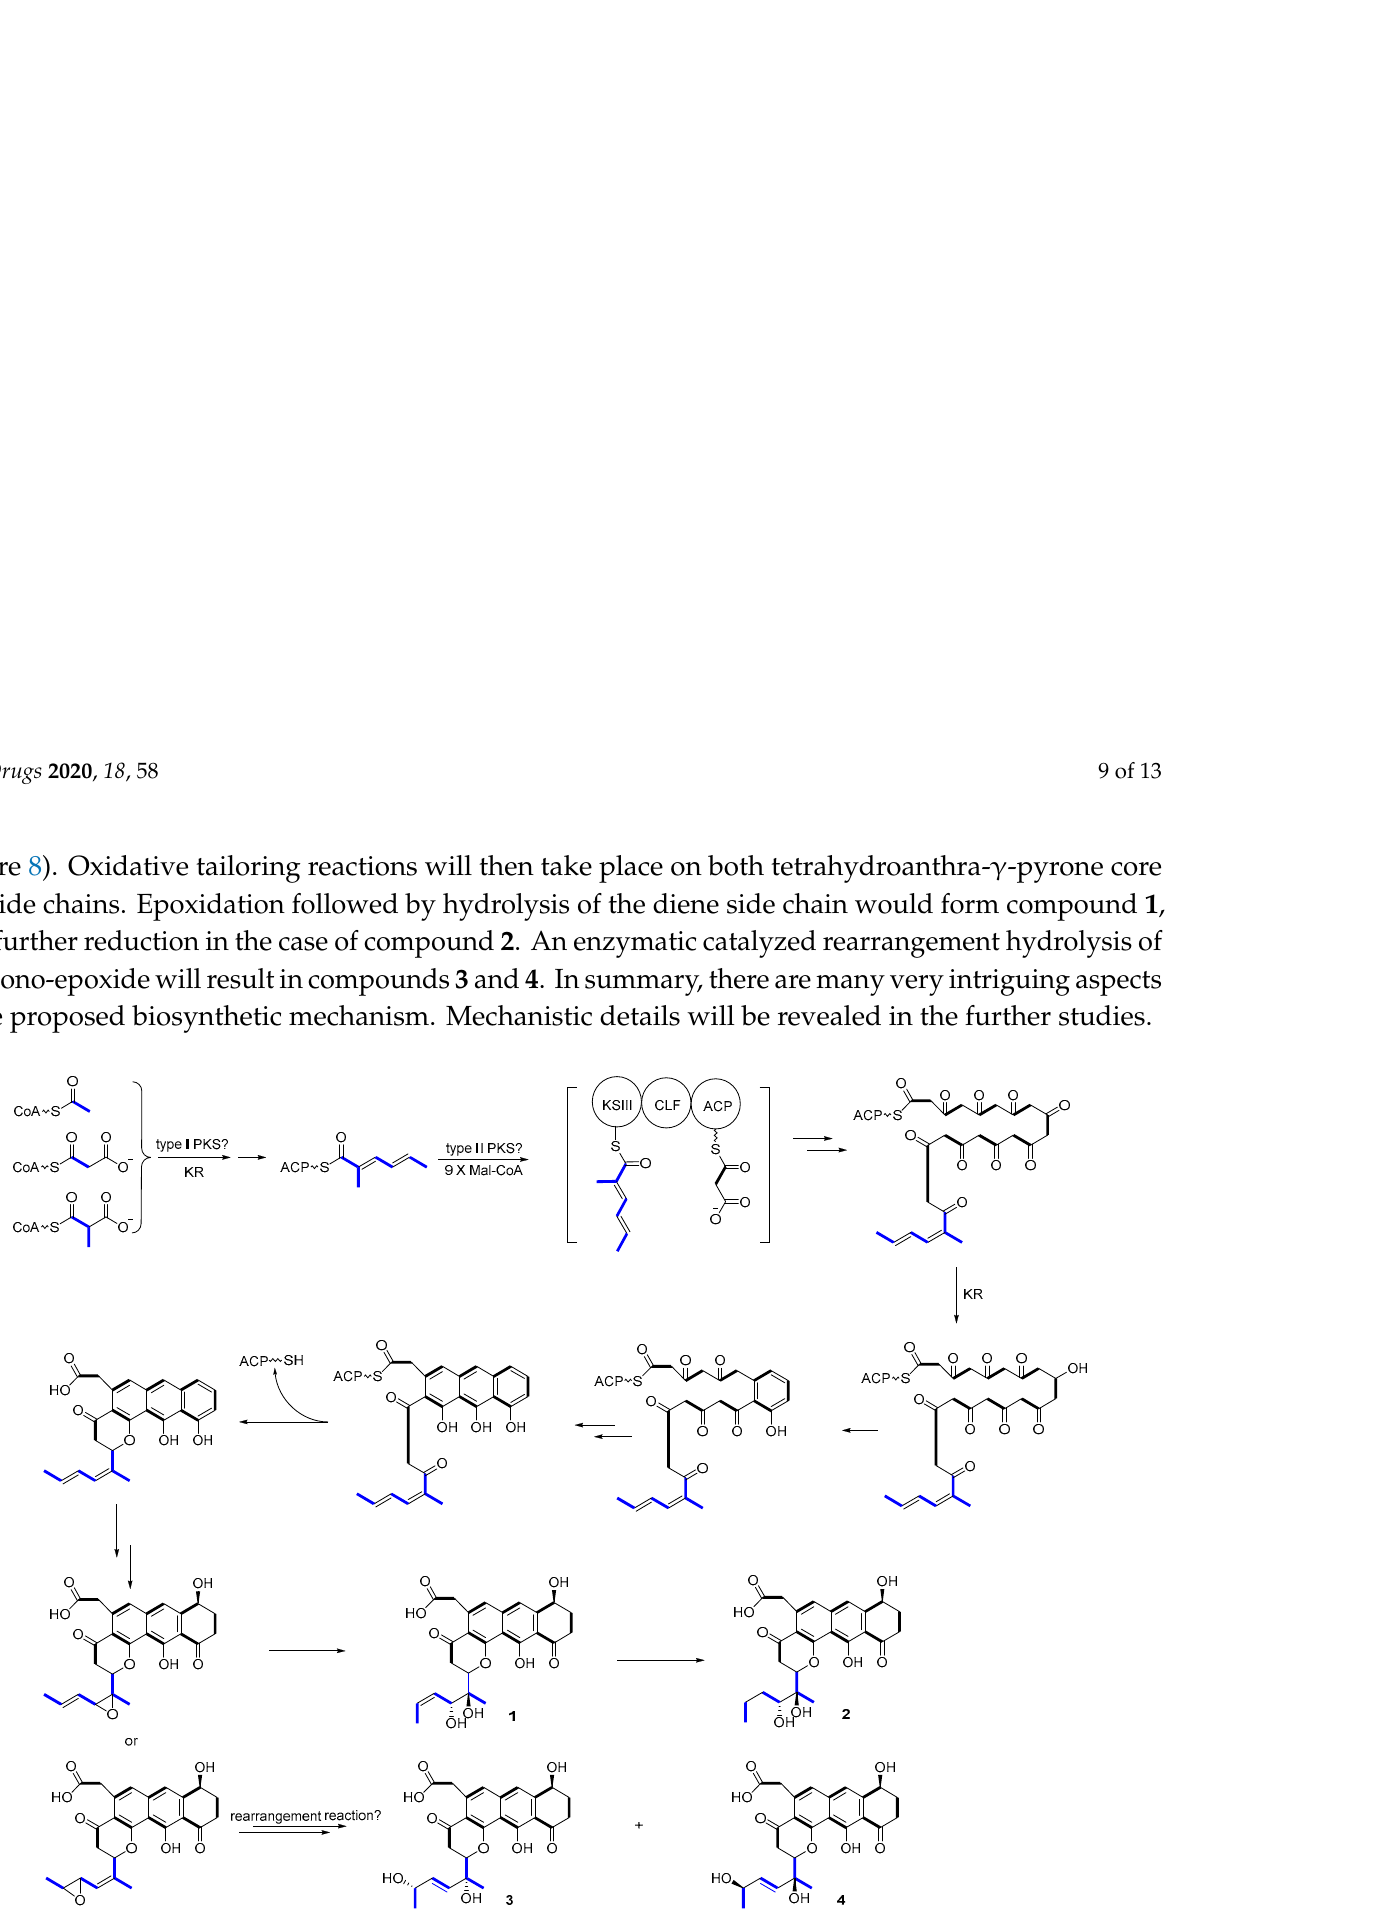 rugs 2020, 18, 58
9 of 13
re 8). Oxidative tailoring reactions will then take place on both tetrahydroanthra-γ-pyrone core
ide chains. Epoxidation followed by hydrolysis of the diene side chain would form compound 1,
further reduction in the case of compound 2. An enzymatic catalyzed rearrangement hydrolysis of
ono-epoxide will result in compounds 3 and 4. In summary, there are many very intriguing aspects
e proposed biosynthetic mechanism. Mechanistic details will be revealed in the further studies.
O
CoA S
O O
CoA S O-
O O
CoA S O-
type I PKS?
KR
O
ACP S
type II PKS?
9 X Mal-CoA
KSIII CLF ACP
S S
O O
O
O-
O O O O
ACP S O
O O O O O
O
KR
O O O O
ACP S OH
O O O O
O
O O O
ACP S
O O O OH
O
O
ACP S
O OH OH OH
O
ACP SH
O
HO
O O OH OH
O OH
HO
O O OH O
O
or
O OH
HO
O O OH O
OH OH
1
O OH
HO
O O OH O
OH OH
2
O OH
HO
O O OH O
O
rearrangement reaction?
O OH
HO
O O OH O
HO OH
3
+
O OH
HO
O O OH O
HO OH
4